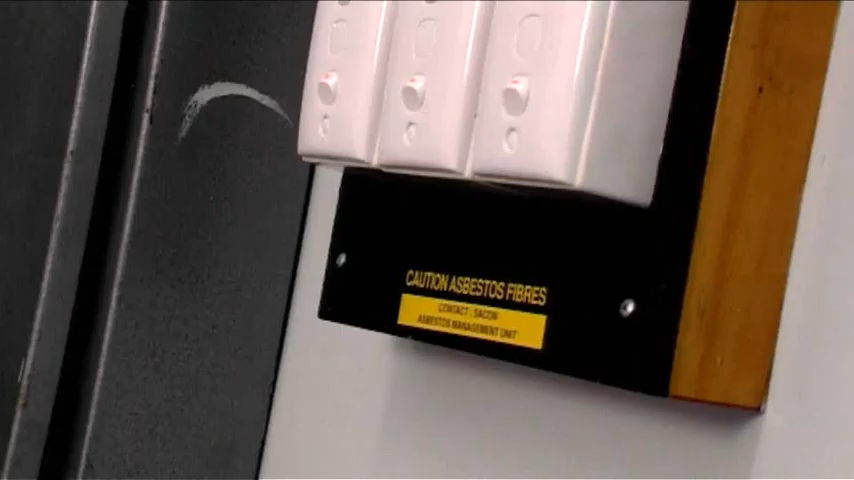 CAUTION ASBESTOS FIBRES
CONTACT : SACON
ASBESTOS MANAGEMENT UNIT